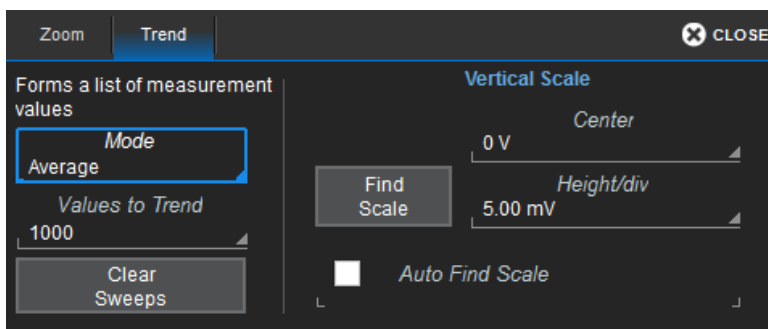 Zoom
Trend
CLOSE
Forms a list of measurement
values
Mode
Average
Values to Trend
1000
Clear
Sweeps
Vertical Scale
Center
0 V
Find
Scale
Height/div
5.00 mV
Auto Find Scale